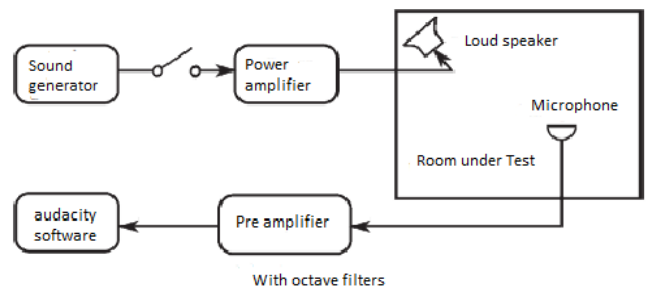 Sound
generator
Power
amplifier
Loud speaker
Microphone
Room under Test
audacity
software
Pre amplifier
With octave filters